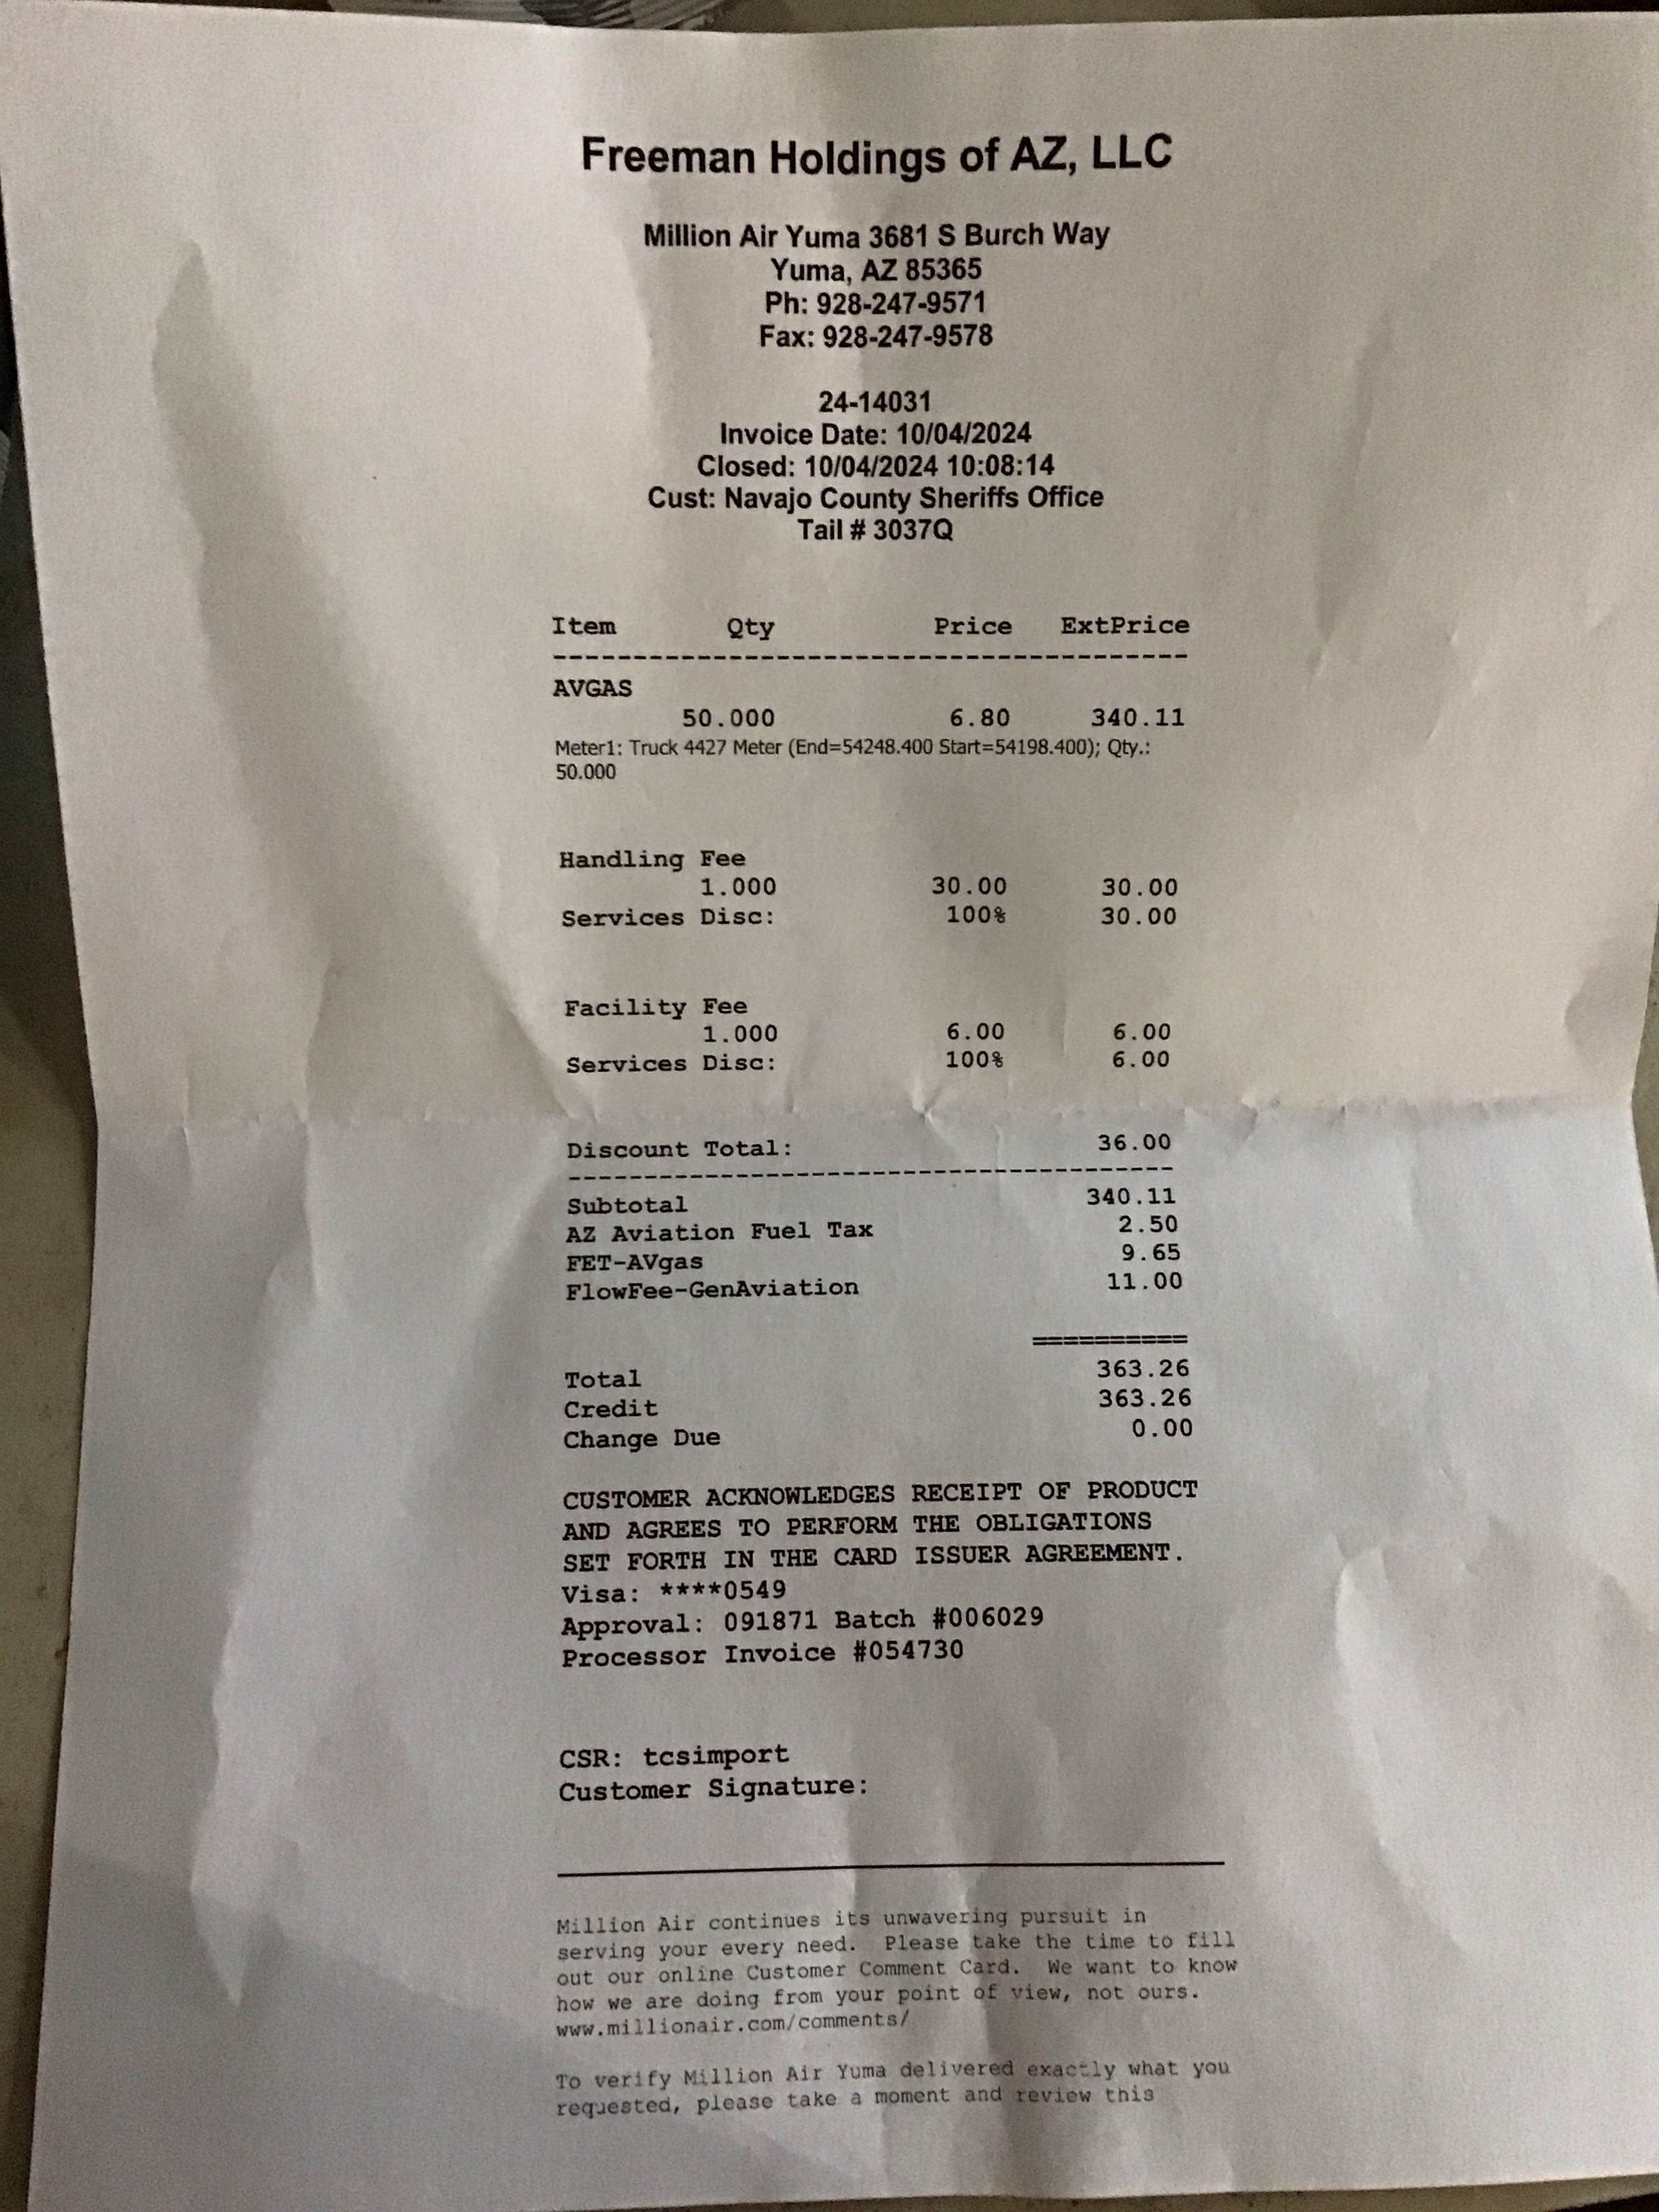 Freeman Holdings of AZ, LLC
Million Air Yuma 3681 S Burch Way
Yuma, AZ 85365
Ph: 928-247-9571
Fax: 928-247-9578
24-14031
Invoice Date: 10/04/2024
Closed: 10/04/2024 10:08:14
Cust: Navajo County Sheriffs Office
Tail # 3037Q
Item Qty Price ExtPrice
----------------------------------------
AVGAS
50.000 6.80 340.11
Meter1: Truck 4427 Meter (End=54248.400 Start=54198.400); Qty.:
50.000
Handling Fee
1.000 30.00 30.00
Services Disc: 100% 30.00
Facility Fee
1.000 6.00 6.00
Services Disc: 100% 6.00
Discount Total: 36.00
----------------------------------------
Subtotal 340.11
AZ Aviation Fuel Tax 2.50
FET-AVgas 9.65
FlowFee-GenAviation 11.00
==========
Total 363.26
Credit 363.26
Change Due 0.00
CUSTOMER ACKNOWLEDGES RECEIPT OF PRODUCT
AND AGREES TO PERFORM THE OBLIGATIONS
SET FORTH IN THE CARD ISSUER AGREEMENT.
Visa: ****0549
Approval: 091871 Batch #006029
Processor Invoice #054730
CSR: tcsimport
Customer Signature:
Million Air continues its unwavering pursuit in
serving your every need. Please take the time to fill
out our online Customer Comment Card. We want to know
how we are doing from your point of view, not ours.
www.millionair.com/comments/
To verify Million Air Yuma delivered exactly what you
requested, please take a moment and review this